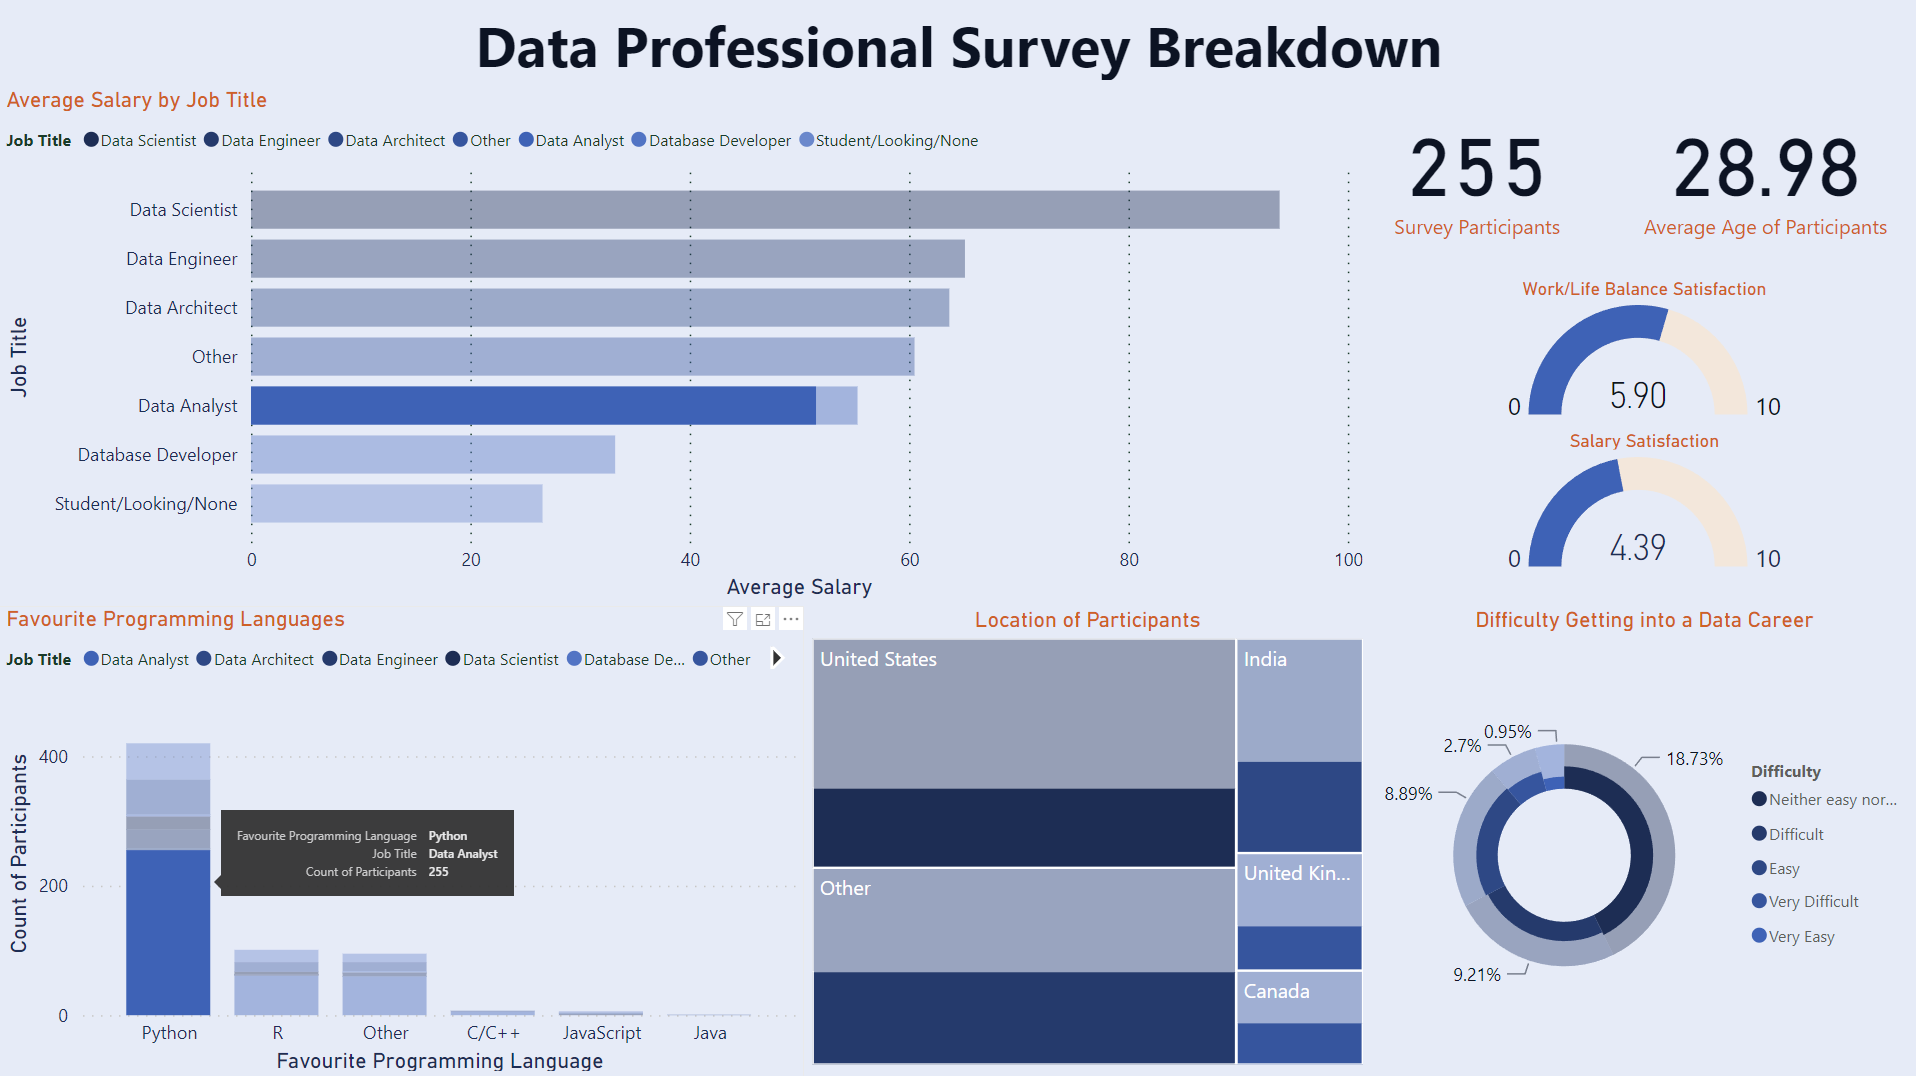 Data Professional Survey Breakdown
Average Salary by Job Title
Job Title Data Scientist Data Engineer Data Architect Other Data Analyst Database Developer Student/Looking/None
Job Title
Data Scientist
Data Engineer
Data Architect
Other
Data Analyst
Database Developer
Student/Looking/None
0 20 40 60 80 100
Average Salary
255
Survey Participants
28.98
Average Age of Participants
Work/Life Balance Satisfaction
5.90
0 10
Salary Satisfaction
4.39
0 10
Favourite Programming Languages
Job Title Data Analyst Data Architect Data Engineer Data Scientist Database De... Other
Count of Participants
400
200
0
Favourite Programming Language Python
Job Title Data Analyst
Count of Participants 255
Python R Other C/C++ JavaScript Java
Favourite Programming Language
Location of Participants
United States
Other
India
United Kin...
Canada
Difficulty Getting into a Data Career
0.95%
2.7%
18.73%
8.89%
9.21%
Difficulty
Neither easy nor...
Difficult
Easy
Very Difficult
Very Easy